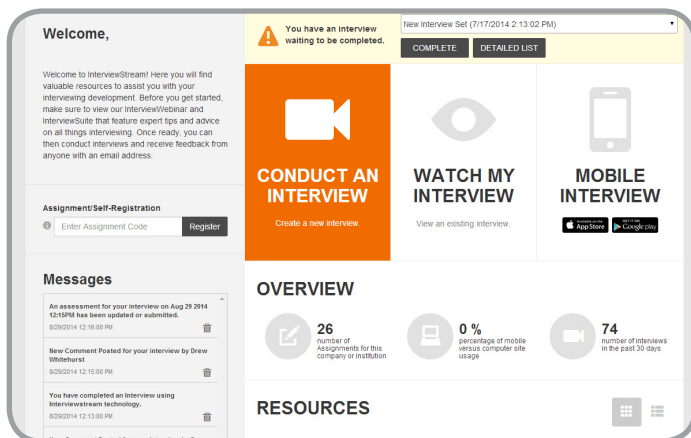 Welcome,
Welcome to InterviewStream! Here you will find
valuable resources to assist you with your
interviewing development. Before you get started,
make sure to view our InterviewWebinar and
InterviewSuite that feature expert tips and advice
on all things interviewing. Once ready, you can
then conduct interviews and receive feedback from
anyone with an email address.
Assignment/Self-Registration
Enter Assignment Code
Register
Messages
An assessment for your interview on Aug 29 2014
12:15PM has been updated or submitted.
8/29/2014 12:16:00 PM
New Comment Posted for your interview by Drew
Whitehurst
8/29/2014 12:15:00 PM
You have completed an Interview using
Interviewstream technology.
8/29/2014 12:13:00 PM
You have an interview
waiting to be completed.
New Interview Set (7/17/2014 2:13:02 PM)
COMPLETE
DETAILED LIST
CONDUCT AN
INTERVIEW
Create a new interview.
WATCH MY
INTERVIEW
View an existing interview.
MOBILE
INTERVIEW
Available on the
App Store
GET IT ON
Google play
OVERVIEW
26
number of
Assignments for this
company or institution
0 %
percentage of mobile
versus computer site
usage
74
number of interviews
in the past 30 days
RESOURCES